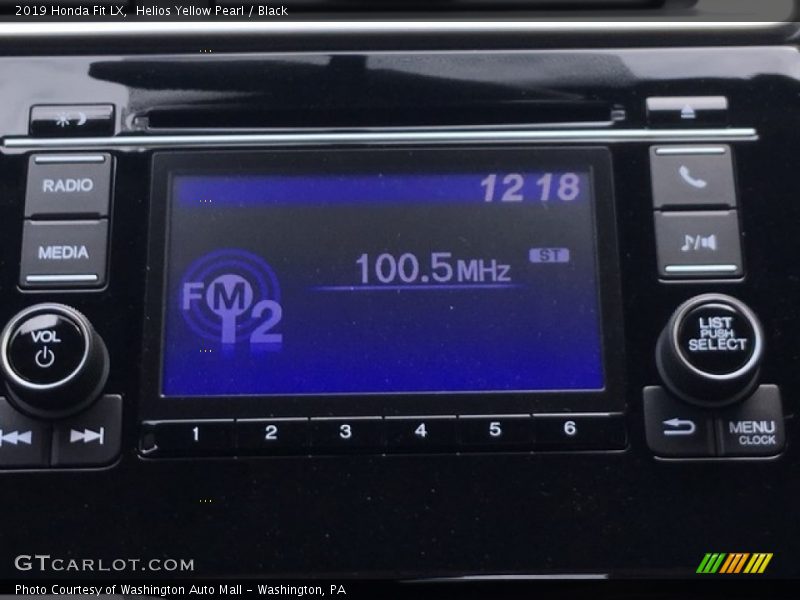 2019 Honda Fit LX,  Helios Yellow Pearl / Black
RADIO
MEDIA
12 18
100.5MHz
ST
FM
2
VOL
LIST
PUSH
SELECT
1 2 3 4 5 6
MENU
CLOCK
GTCARLOT.COM
Photo Courtesy of Washington Auto Mall - Washington, PA